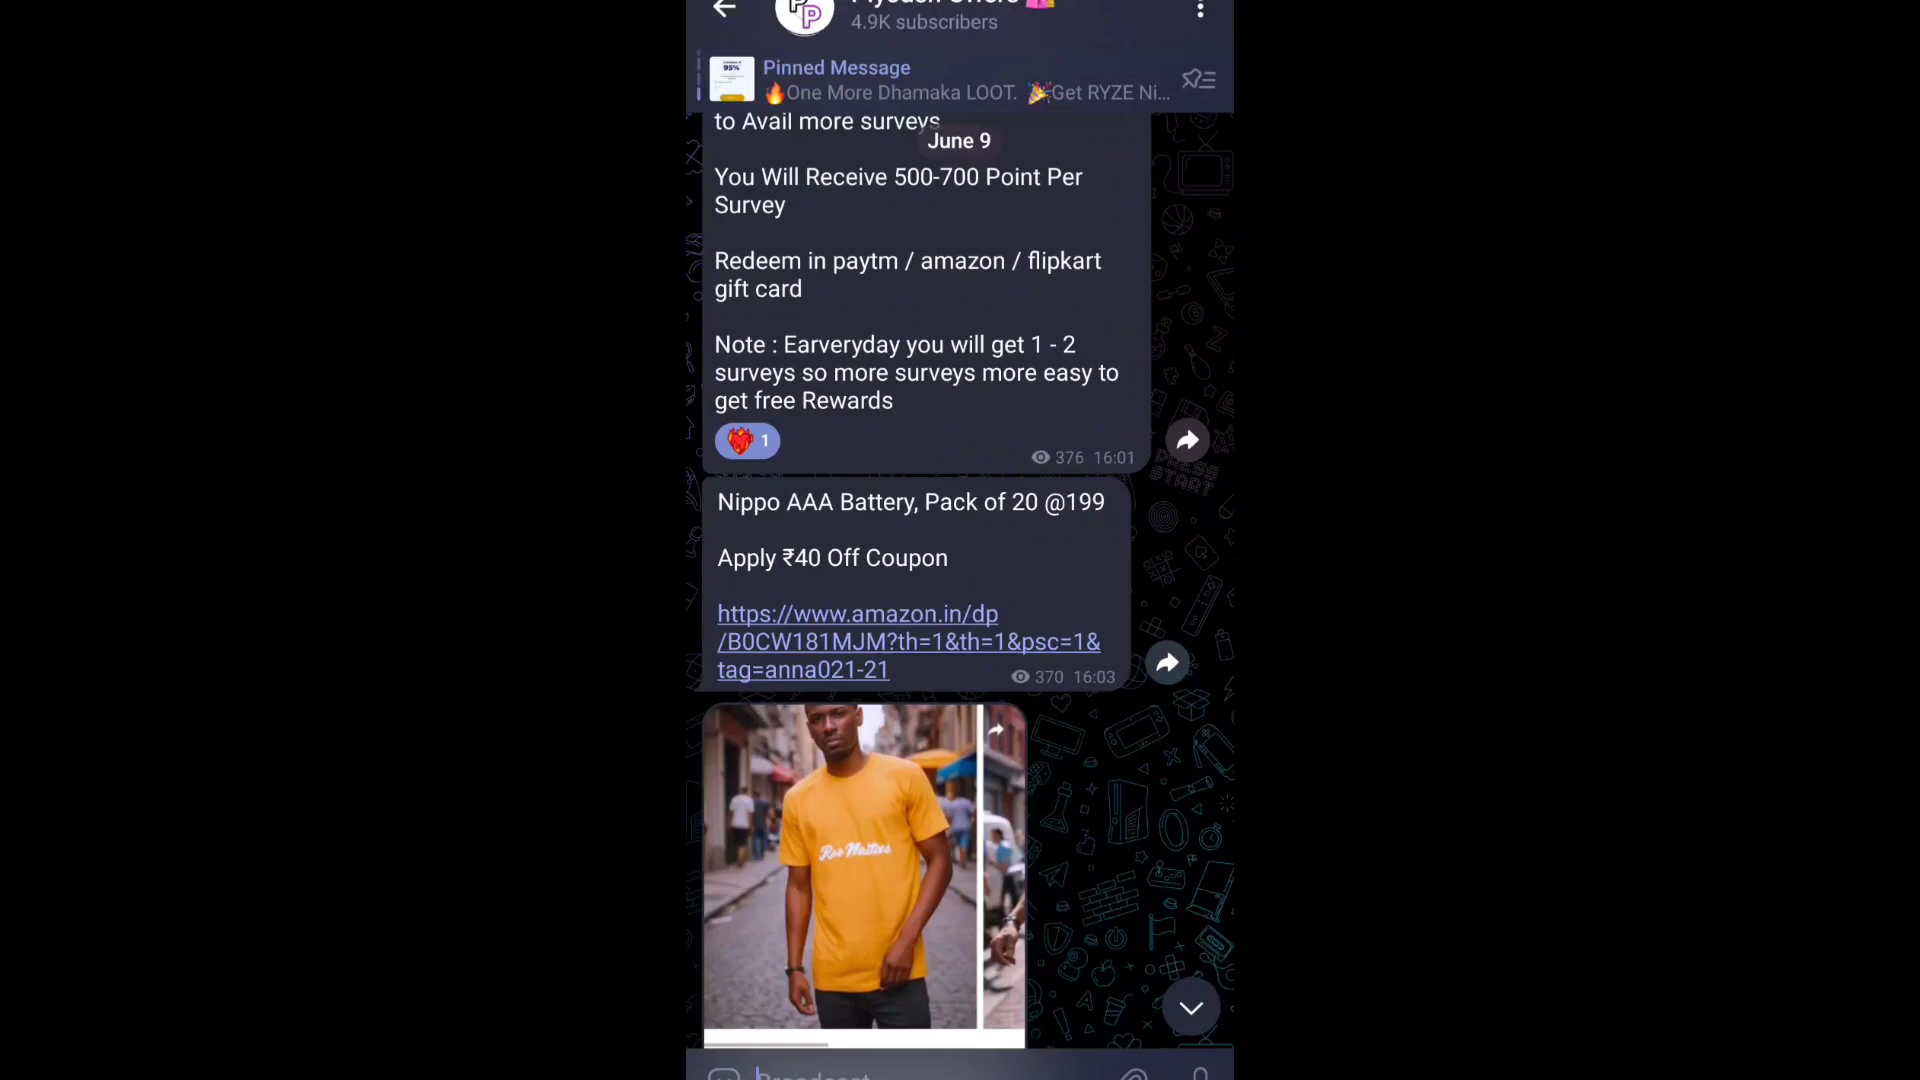 4.9K subscribers
Pinned Message
🔥One More Dhamaka LOOT. 🎉Get RYZE Ni...
to Avail more surveys
June 9
You Will Receive 500-700 Point Per
Survey
Redeem in paytm / amazon / flipkart
gift card
Note : Earveryday you will get 1 - 2
surveys so more surveys more easy to
get free Rewards
1
376 16:01
Nippo AAA Battery, Pack of 20 @199
Apply ₹40 Off Coupon
https://www.amazon.in/dp
/B0CW181MJM?th=1&th=1&psc=1&
tag=anna021-21
370 16:03